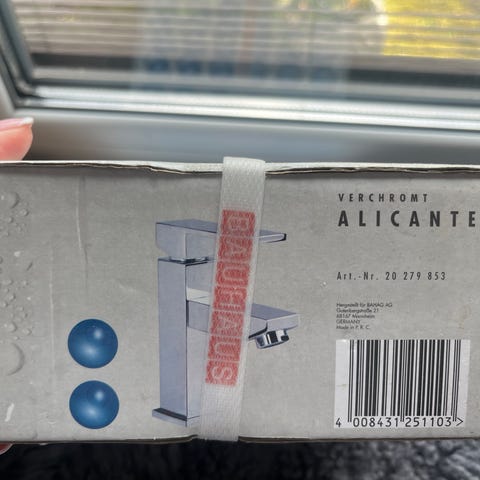 VERCHROMT
ALICANTE
Art.-Nr. 20 279 853
Hergestellt für BAHAG AG
Gutenbergstraße 21
68167 Mannheim
GERMANY
Made in P. R. C.
BAUHAUS
4 008431 251103 >